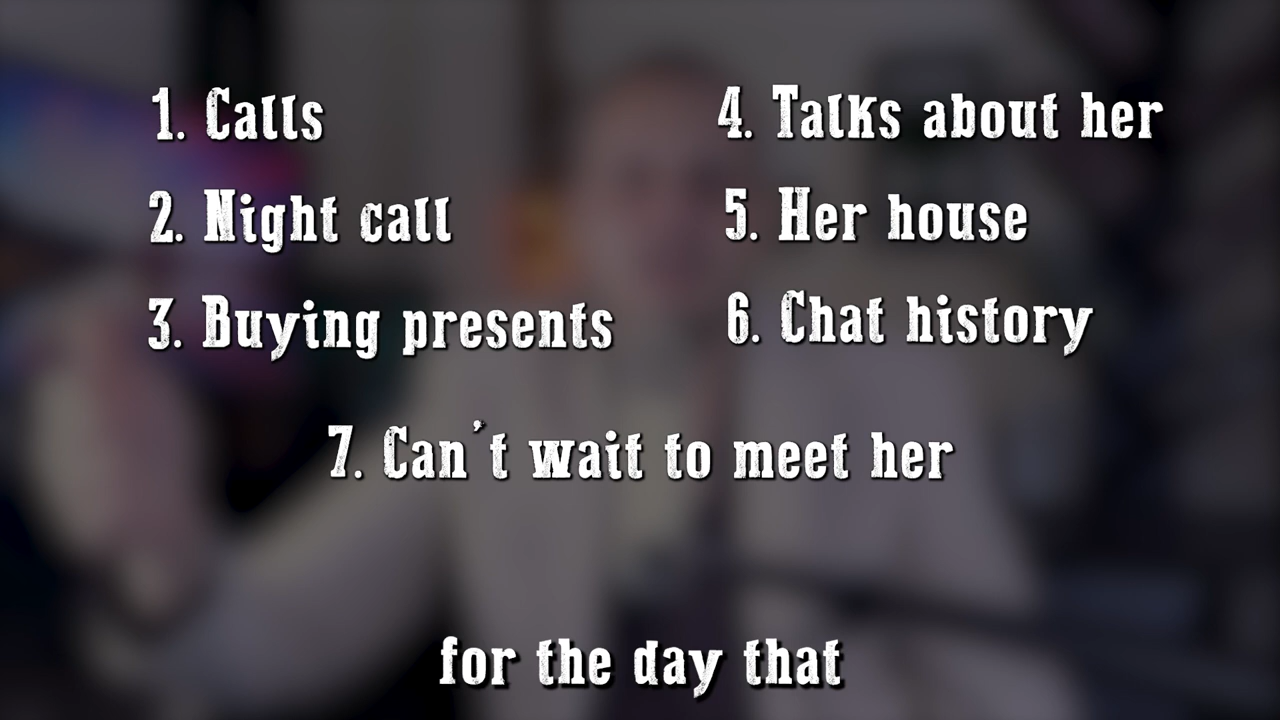 1. Calls
2. Night call
3. Buying presents
4. Talks about her
5. Her house
6. Chat history
7. Can't wait to meet her
for the day that